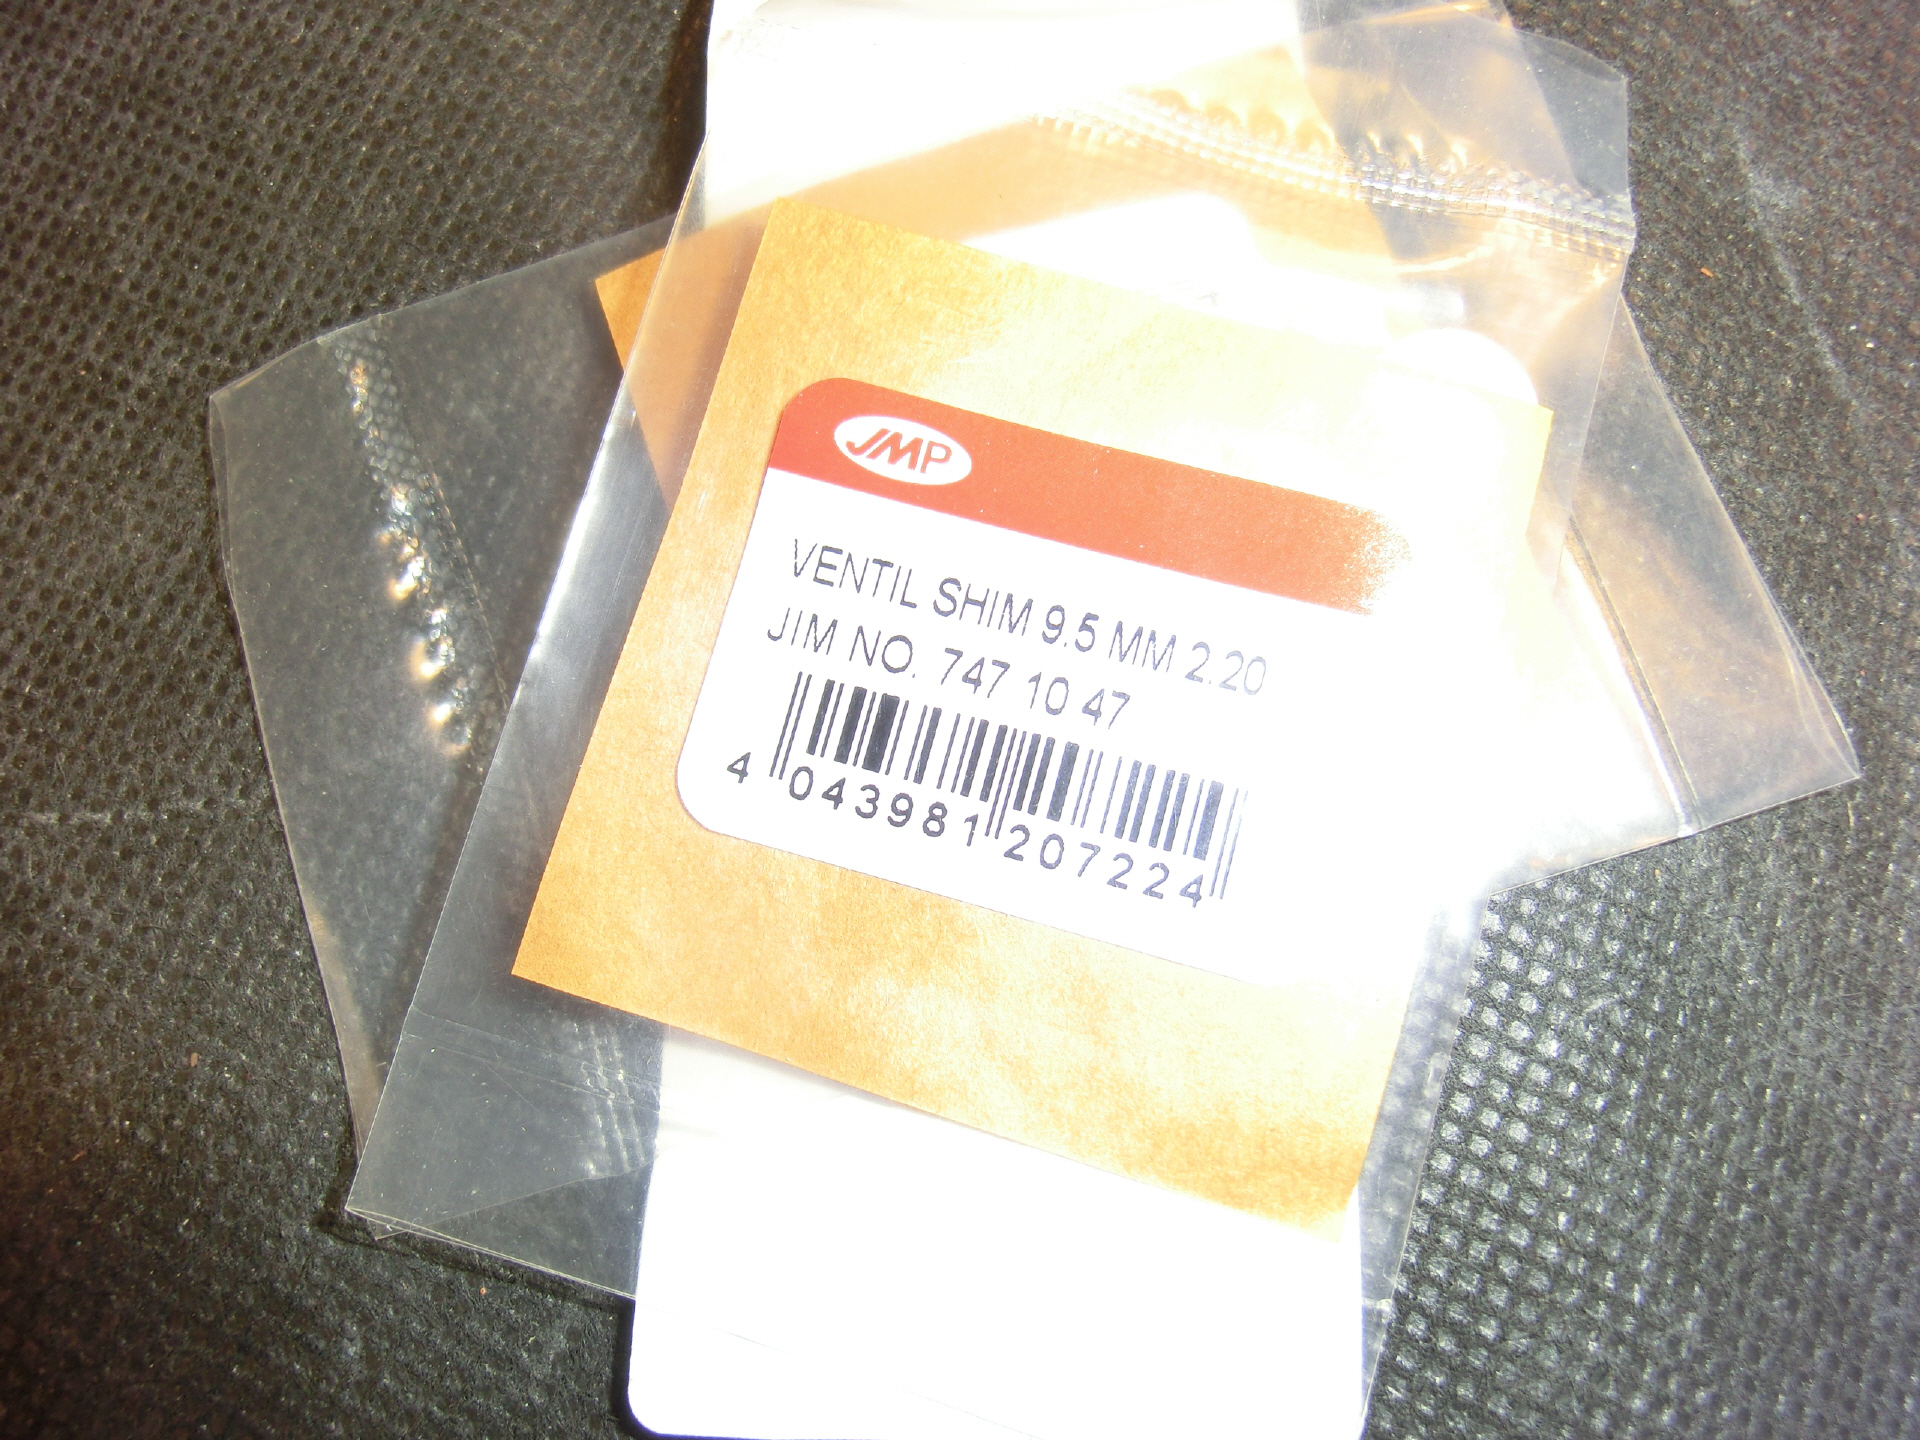 JMP
VENTIL SHIM 9.5 MM 2.20
JIM NO. 747 10 47
4 043981 207224